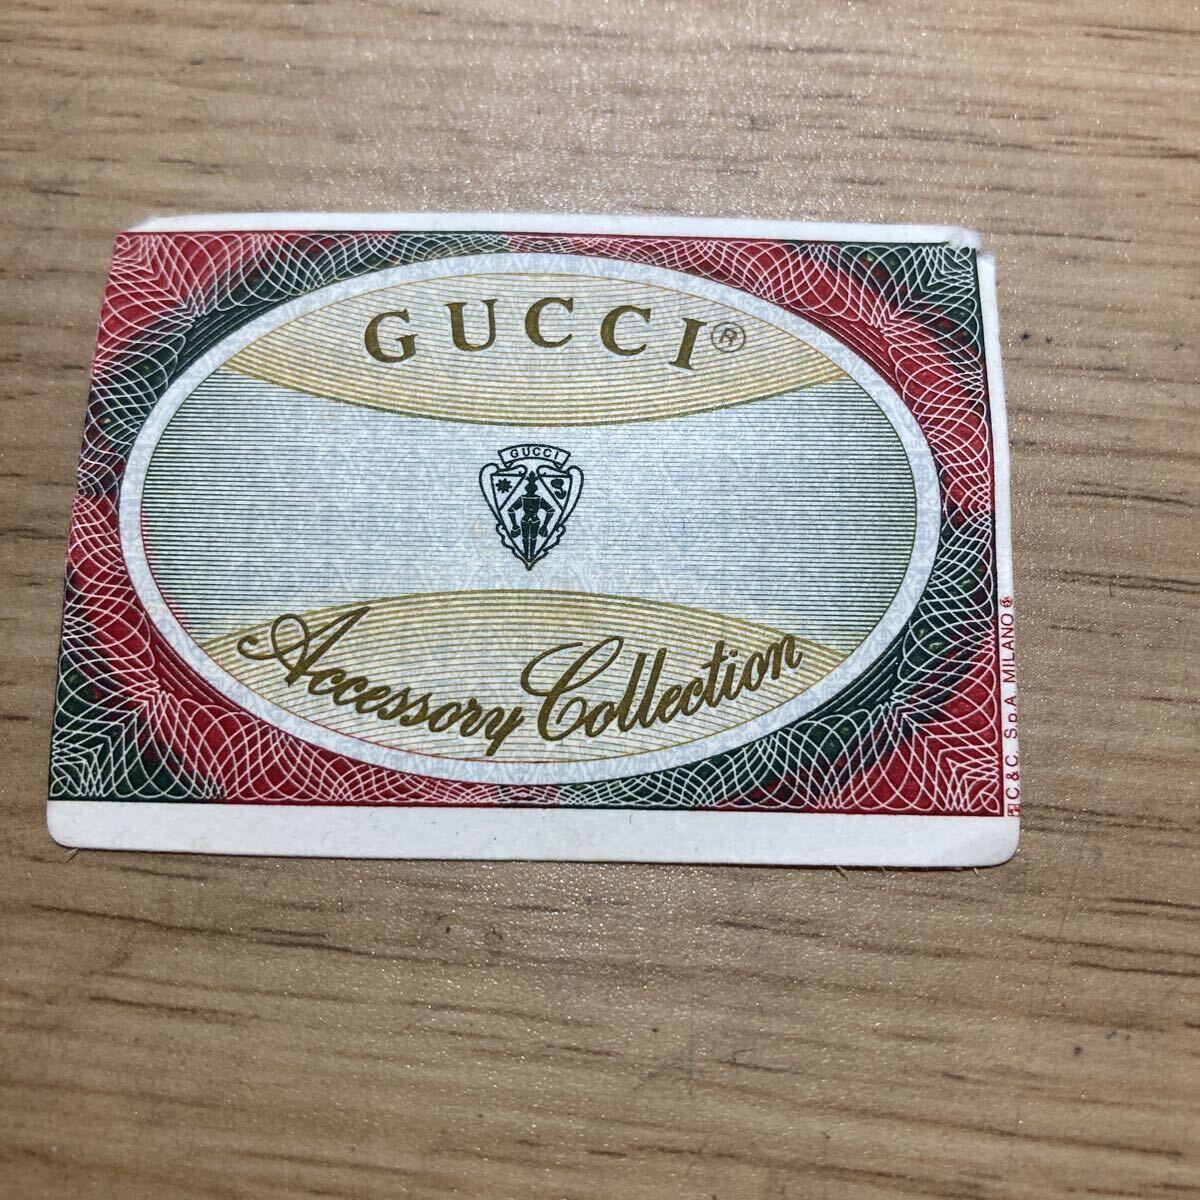 GUCCI®
GUCCI
Accessory Collection
C & C. S.p.A. MILANO